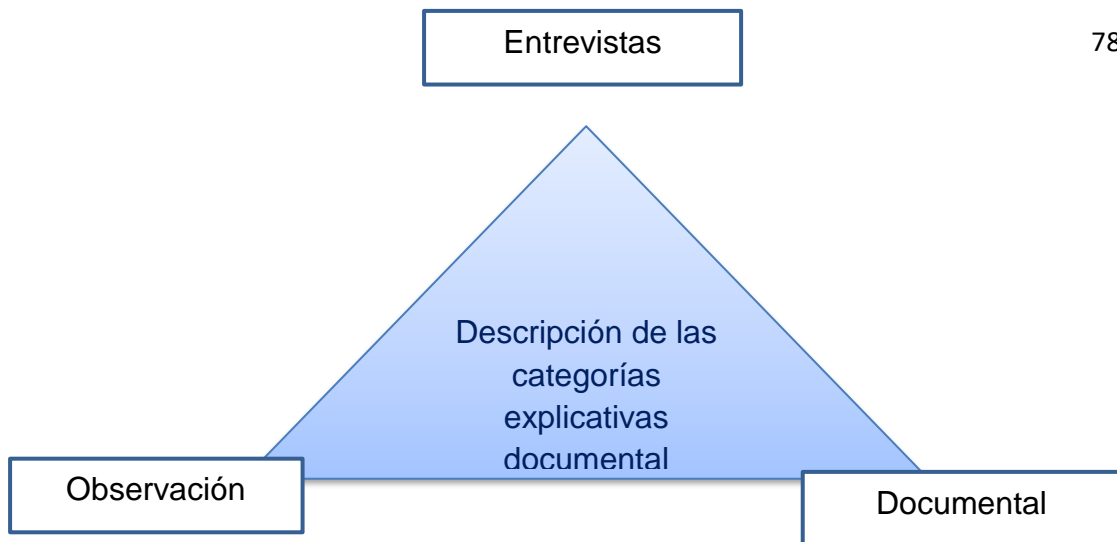 Entrevistas
78
Descripción de las
categorías
explicativas
documental
Observación
Documental